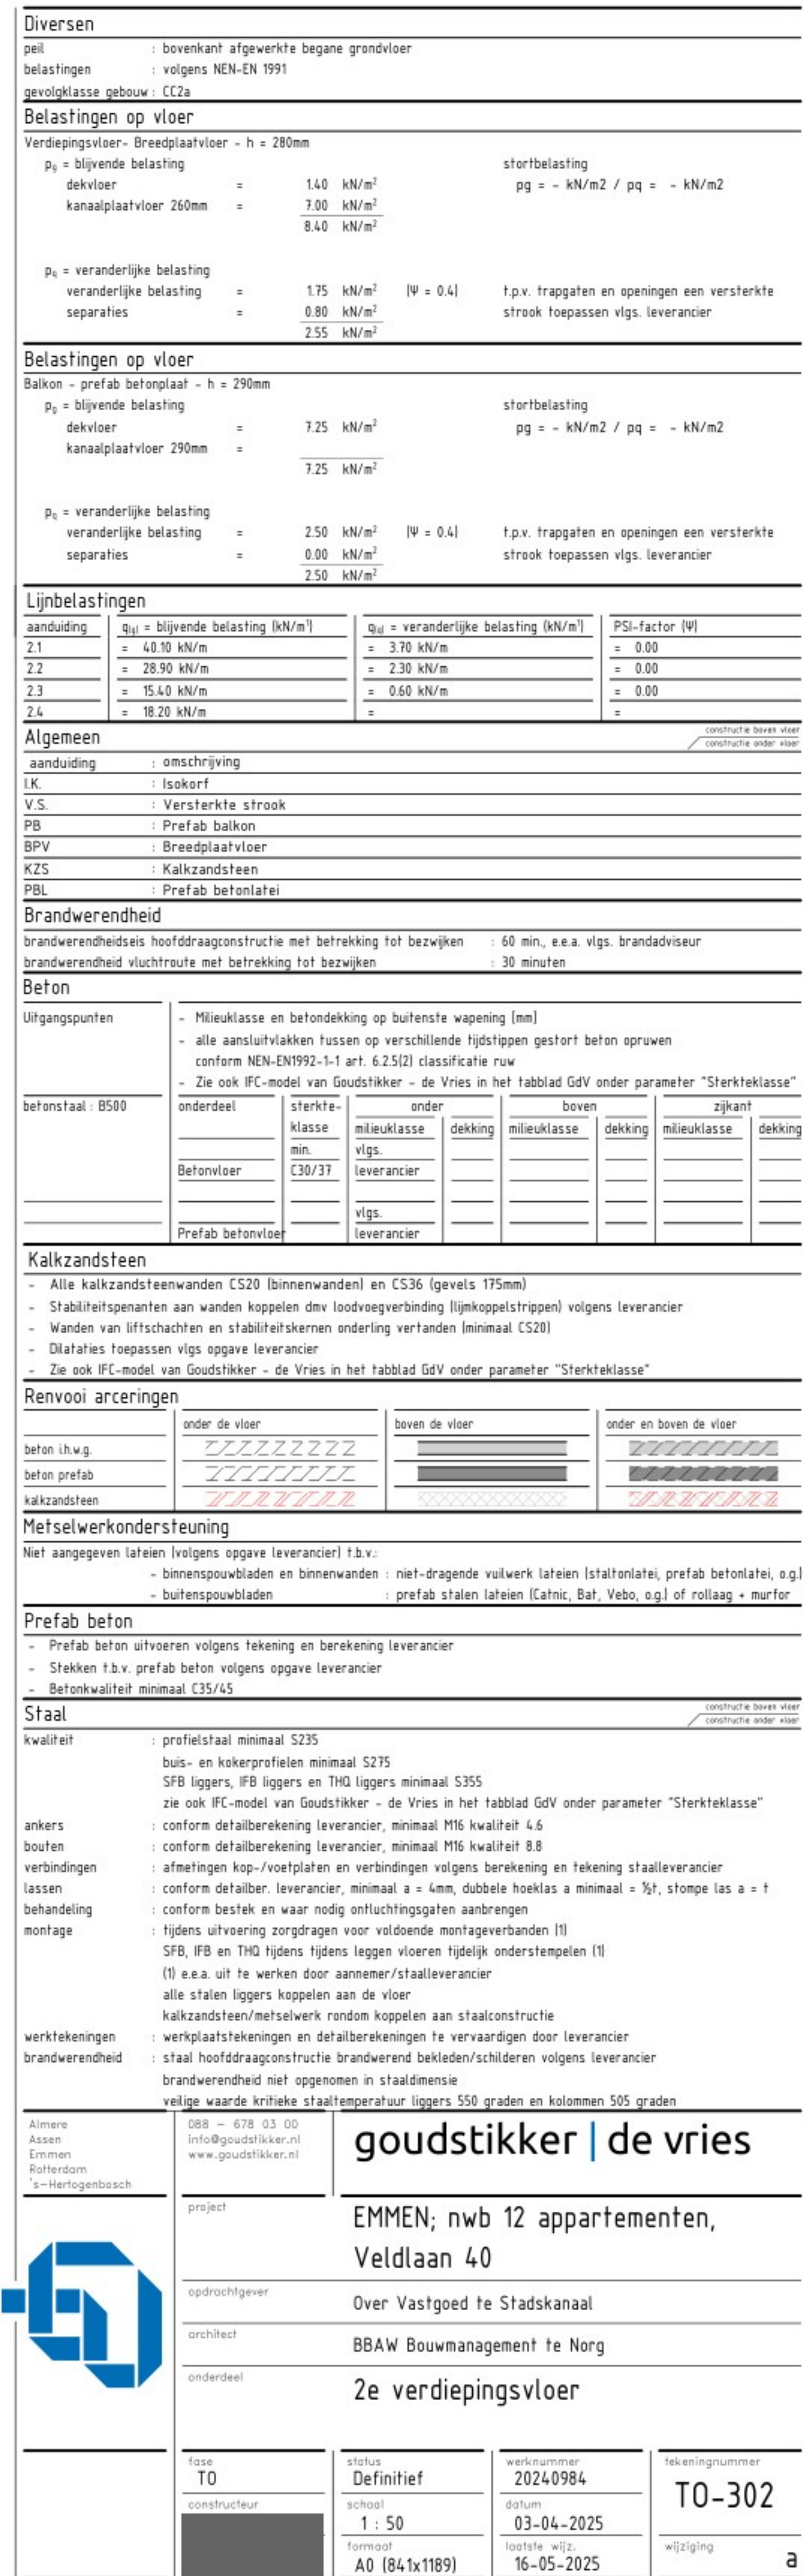 Diversen
peil : bovenkant afgewerkte begane grondvloer
belastingen : volgens NEN-EN 1991
gevolgklasse gebouw : CC2a
Belastingen op vloer
Verdiepingsvloer- Breedplaatvloer - h = 280mm
pg = blijvende belasting stortbelasting
dekvloer = 1.40 kN/m² pg = - kN/m2 / pq = - kN/m2
kanaalplaatvloer 260mm = 7.00 kN/m²
8.40 kN/m²
pq = veranderlijke belasting
veranderlijke belasting = 1.75 kN/m² (Ψ = 0.4) t.p.v. trapgaten en openingen een versterkte
separaties = 0.80 kN/m² strook toepassen vlgs. leverancier
2.55 kN/m²
Belastingen op vloer
Balkon - prefab betonplaat - h = 290mm
pg = blijvende belasting stortbelasting
dekvloer = 7.25 kN/m² pg = - kN/m2 / pq = - kN/m2
kanaalplaatvloer 290mm =
7.25 kN/m²
pq = veranderlijke belasting
veranderlijke belasting = 2.50 kN/m² (Ψ = 0.4) t.p.v. trapgaten en openingen een versterkte
separaties = 0.00 kN/m² strook toepassen vlgs. leverancier
2.50 kN/m²
Lijnbelastingen
aanduiding q(g) = blijvende belasting (kN/m¹) q(q) = veranderlijke belasting (kN/m¹) PSI-factor (Ψ)
2.1 = 40.10 kN/m = 3.70 kN/m = 0.00
2.2 = 28.90 kN/m = 2.30 kN/m = 0.00
2.3 = 15.40 kN/m = 0.60 kN/m = 0.00
2.4 = 18.20 kN/m = =
Algemeen
constructie boven vloer
constructie onder vloer
aanduiding : omschrijving
I.K. : Isokorf
V.S. : Versterkte strook
PB : Prefab balkon
BPV : Breedplaatvloer
KZS : Kalkzandsteen
PBL : Prefab betonlatei
Brandwerendheid
brandwerendheidseis hoofddraagconstructie met betrekking tot bezwijken : 60 min., e.e.a. vlgs. brandadviseur
brandwerendheid vluchtroute met betrekking tot bezwijken : 30 minuten
Beton
Uitgangspunten - Milieuklasse en betondekking op buitenste wapening [mm]
- alle aansluitvlakken tussen op verschillende tijdstippen gestort beton opruwen
conform NEN-EN1992-1-1 art. 6.2.5(2) classificatie ruw
- Zie ook IFC-model van Goudstikker - de Vries in het tabblad GdV onder parameter "Sterkteklasse"
betonstaal : B500 onderdeel sterkte- onder boven zijkant
klasse milieuklasse dekking milieuklasse dekking milieuklasse dekking
min. vlgs.
Betonvloer C30/37 leverancier
vlgs.
Prefab betonvloer leverancier
Kalkzandsteen
- Alle kalkzandsteenwanden CS20 (binnenwanden) en CS36 (gevels 175mm)
- Stabiliteitspenanten aan wanden koppelen dmv loodvoegverbinding (lijmkoppelstrippen) volgens leverancier
- Wanden van liftschachten en stabiliteitskernen onderling vertanden (minimaal CS20)
- Dilataties toepassen vlgs opgave leverancier
- Zie ook IFC-model van Goudstikker - de Vries in het tabblad GdV onder parameter "Sterkteklasse"
Renvooi arceringen
onder de vloer boven de vloer onder en boven de vloer
beton i.h.w.g.
beton prefab
kalkzandsteen
Metselwerkondersteuning
Niet aangegeven lateien (volgens opgave leverancier) t.b.v.:
- binnenspouwbladen en binnenwanden : niet-dragende vuilwerk lateien (staltonlatei, prefab betonlatei, o.g.)
- buitenspouwbladen : prefab stalen lateien (Catnic, Bat, Vebo, o.g.) of rollaag + murfor
Prefab beton
- Prefab beton uitvoeren volgens tekening en berekening leverancier
- Stekken t.b.v. prefab beton volgens opgave leverancier
- Betonkwaliteit minimaal C35/45
Staal
constructie boven vloer
constructie onder vloer
kwaliteit : profielstaal minimaal S235
buis- en kokerprofielen minimaal S275
SFB liggers, IFB liggers en THQ liggers minimaal S355
zie ook IFC-model van Goudstikker - de Vries in het tabblad GdV onder parameter "Sterkteklasse"
ankers : conform detailberekening leverancier, minimaal M16 kwaliteit 4.6
bouten : conform detailberekening leverancier, minimaal M16 kwaliteit 8.8
verbindingen : afmetingen kop-/voetplaten en verbindingen volgens berekening en tekening staalleverancier
lassen : conform detailber. leverancier, minimaal a = 4mm, dubbele hoeklas a minimaal = ½t, stompe las a = t
behandeling : conform bestek en waar nodig ontluchtingsgaten aanbrengen
montage : tijdens uitvoering zorgdragen voor voldoende montageverbanden (1)
SFB, IFB en THQ tijdens tijdens leggen vloeren tijdelijk onderstempelen (1)
(1) e.e.a. uit te werken door aannemer/staalleverancier
alle stalen liggers koppelen aan de vloer
kalkzandsteen/metselwerk rondom koppelen aan staalconstructie
werktekeningen : werkplaatstekeningen en detailberekeningen te vervaardigen door leverancier
brandwerendheid : staal hoofddraagconstructie brandwerend bekleden/schilderen volgens leverancier
brandwerendheid niet opgenomen in staaldimensie
veilige waarde kritieke staaltemperatuur liggers 550 graden en kolommen 505 graden
Almere
Assen
Emmen
Rotterdam
's-Hertogenbosch
088 - 678 03 00
info@goudstikker.nl
www.goudstikker.nl
goudstikker | de vries
project
EMMEN; nwb 12 appartementen,
Veldlaan 40
opdrachtgever
Over Vastgoed te Stadskanaal
architect
BBAW Bouwmanagement te Norg
onderdeel
2e verdiepingsvloer
fase status werknummer tekeningnummer
TO Definitief 20240984 TO-302
constructeur schaal datum
1 : 50 03-04-2025
formaat laatste wijz. wijziging
A0 (841x1189) 16-05-2025 a